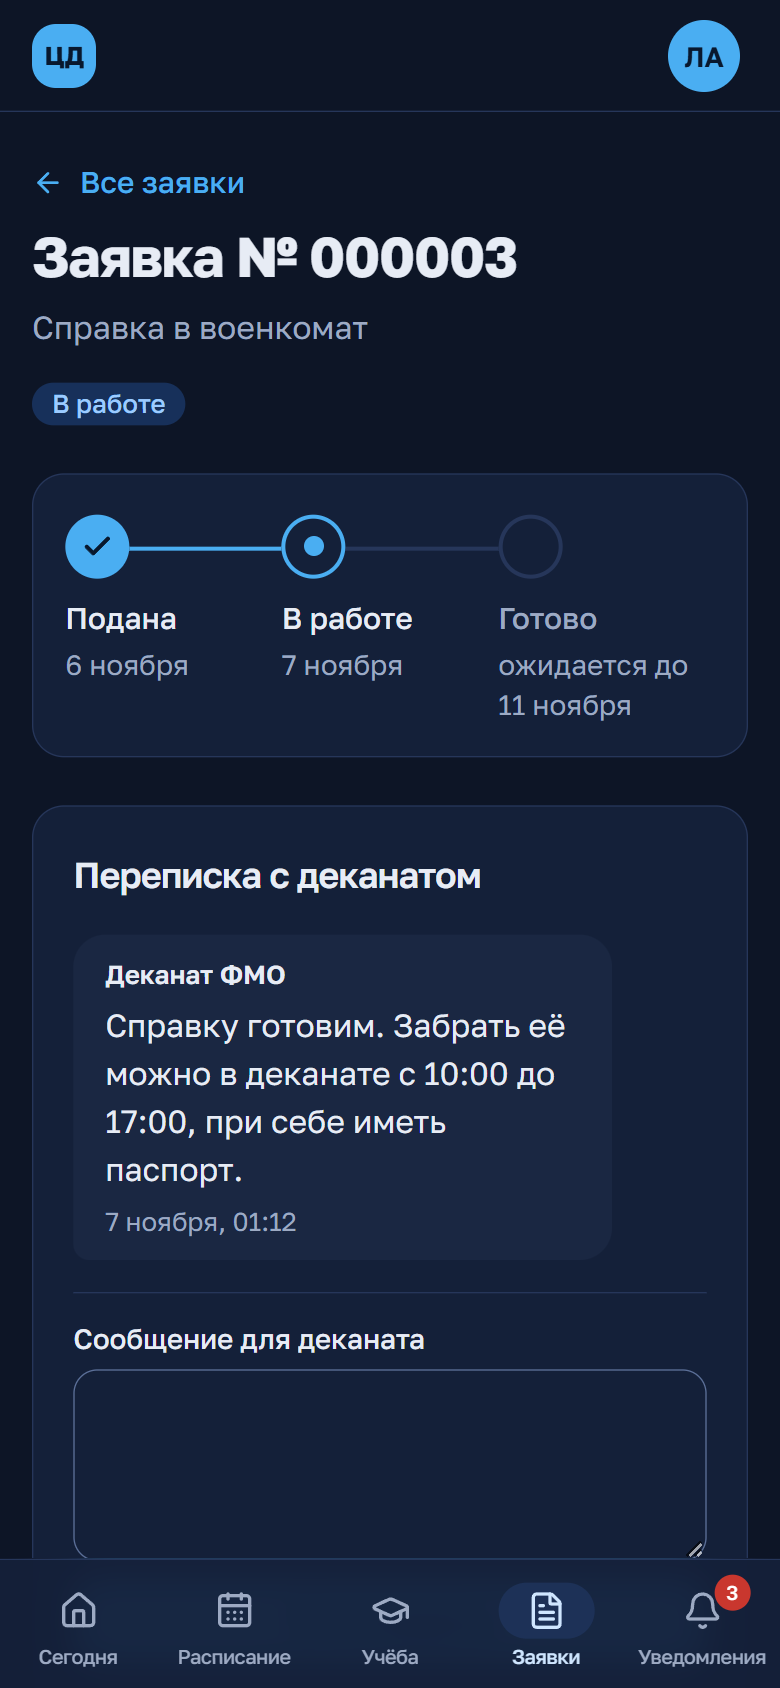 ЦД
ЛА
Все заявки
Заявка № 000003
Справка в военкомат
В работе
Подана
6 ноября
В работе
7 ноября
Готово
ожидается до
11 ноября
Переписка с деканатом
Деканат ФМО
Справку готовим. Забрать её
можно в деканате с 10:00 до
17:00, при себе иметь
паспорт.
7 ноября, 01:12
Сообщение для деканата
Сегодня
Расписание
Учёба
Заявки
3
Уведомления